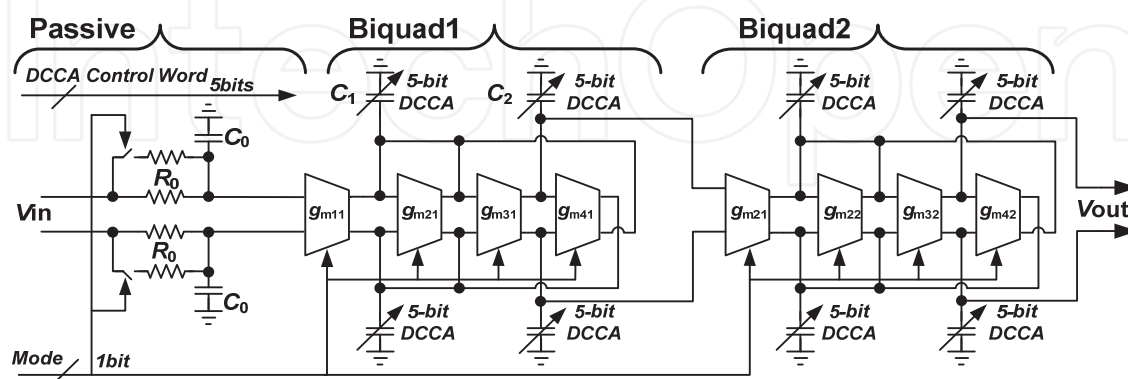 IntechOpen
Passive
Biquad1
Biquad2
DCCA Control Word
5bits
C0
R0
Vin
R0
C0
Mode
1bit
C1
5-bit
DCCA
C2
5-bit
DCCA
gm11
gm21
gm31
gm41
5-bit
DCCA
5-bit
DCCA
5-bit
DCCA
5-bit
DCCA
gm21
gm22
gm32
gm42
Vout
5-bit
DCCA
5-bit
DCCA